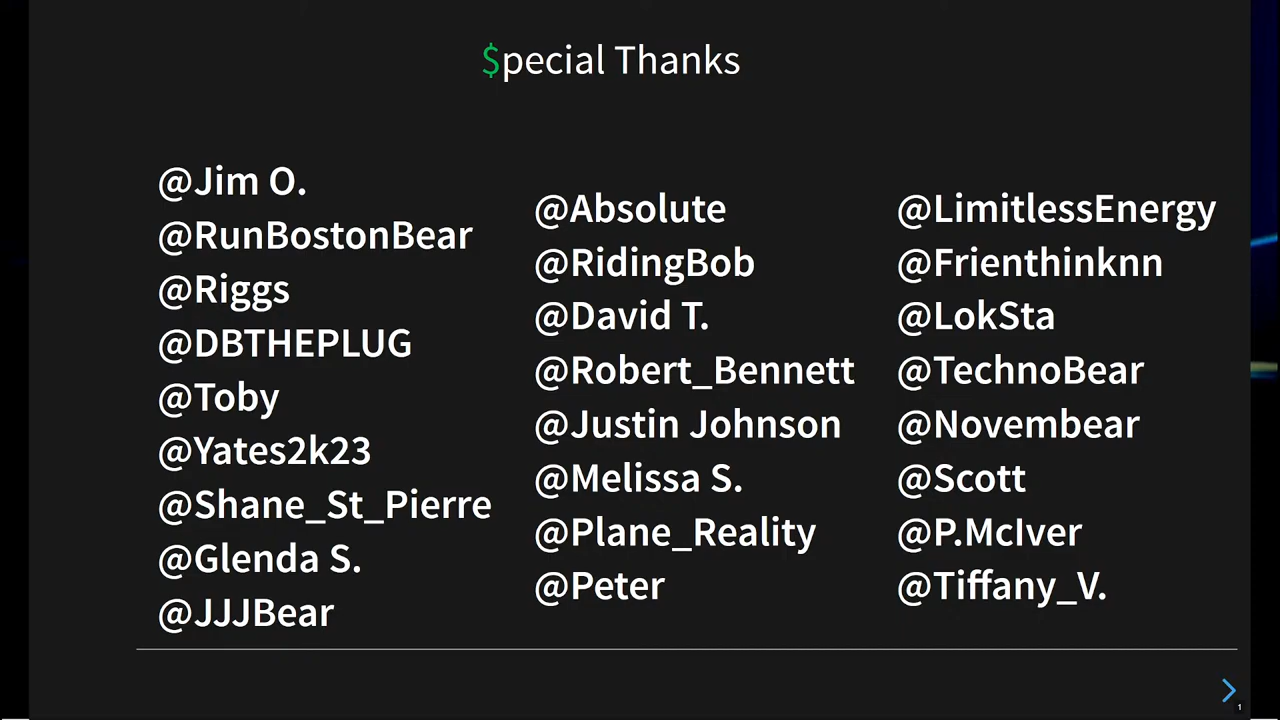 $pecial Thanks
@Jim O.
@RunBostonBear
@Riggs
@DBTHEPLUG
@Toby
@Yates2k23
@Shane_St_Pierre
@Glenda S.
@JJJBear
@Absolute
@RidingBob
@David T.
@Robert_Bennett
@Justin Johnson
@Melissa S.
@Plane_Reality
@Peter
@LimitlessEnergy
@Frienthinknn
@LokSta
@TechnoBear
@Novembear
@Scott
@P.McIver
@Tiffany_V.
1